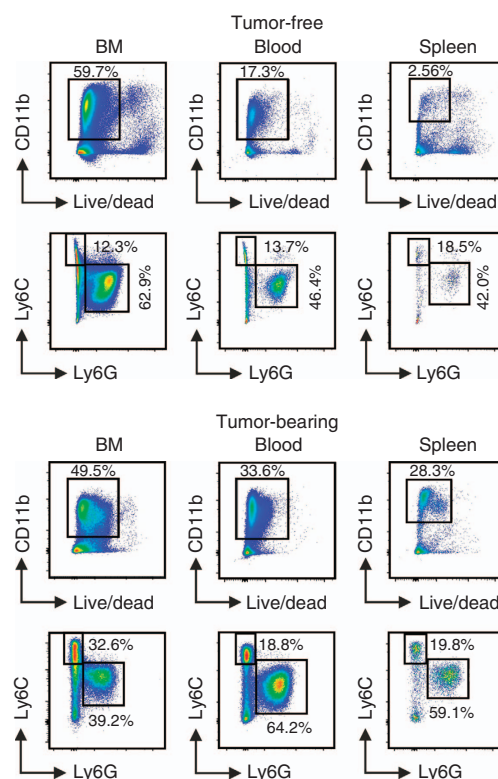 Tumor-free
BM
Blood
Spleen
59.7%
17.3%
2.56%
CD11b
CD11b
CD11b
Live/dead
Live/dead
Live/dead
12.3%
62.9%
13.7%
46.4%
18.5%
42.0%
Ly6C
Ly6C
Ly6C
Ly6G
Ly6G
Ly6G
Tumor-bearing
BM
Blood
Spleen
49.5%
33.6%
28.3%
CD11b
CD11b
CD11b
Live/dead
Live/dead
Live/dead
32.6%
39.2%
18.8%
64.2%
19.8%
59.1%
Ly6C
Ly6C
Ly6C
Ly6G
Ly6G
Ly6G